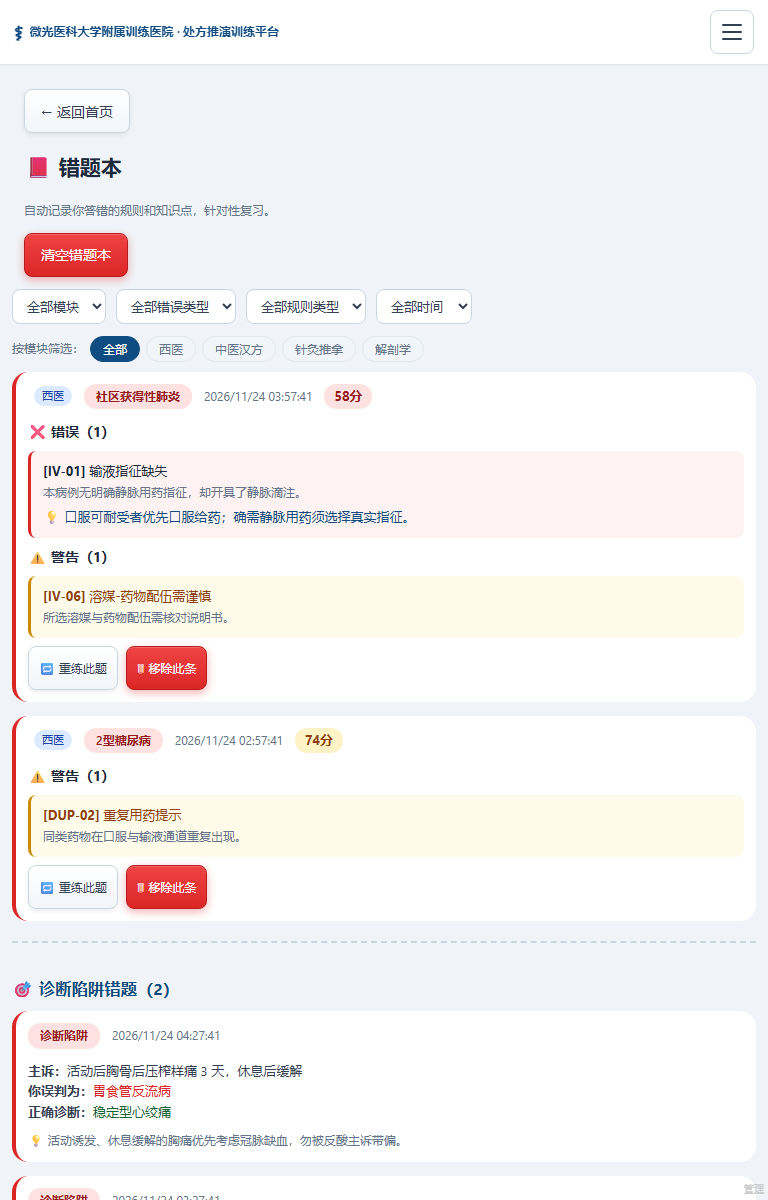 微光医科大学附属训练医院 · 处方推演训练平台
← 返回首页
错题本
自动记录你答错的规则和知识点，针对性复习。
清空错题本
全部模块 全部错误类型 全部规则类型 全部时间
按模块筛选： 全部 西医 中医汉方 针灸推拿 解剖学
西医 社区获得性肺炎 2026/11/24 03:57:41 58分
错误（1）
[IV-01] 输液指征缺失
本病例无明确静脉用药指征，却开具了静脉滴注。
口服可耐受者优先口服给药；确需静脉用药须选择真实指征。
警告（1）
[IV-06] 溶媒-药物配伍需谨慎
所选溶媒与药物配伍需核对说明书。
重练此题 移除此条
西医 2型糖尿病 2026/11/24 02:57:41 74分
警告（1）
[DUP-02] 重复用药提示
同类药物在口服与输液通道重复出现。
重练此题 移除此条
诊断陷阱错题（2）
诊断陷阱 2026/11/24 04:27:41
主诉：活动后胸骨后压榨样痛 3 天，休息后缓解
你误判为：胃食管反流病
正确诊断：稳定型心绞痛
活动诱发、休息缓解的胸痛优先考虑冠脉缺血，勿被反酸主诉带偏。
诊断陷阱 2026/11/24 03:27:41
管理